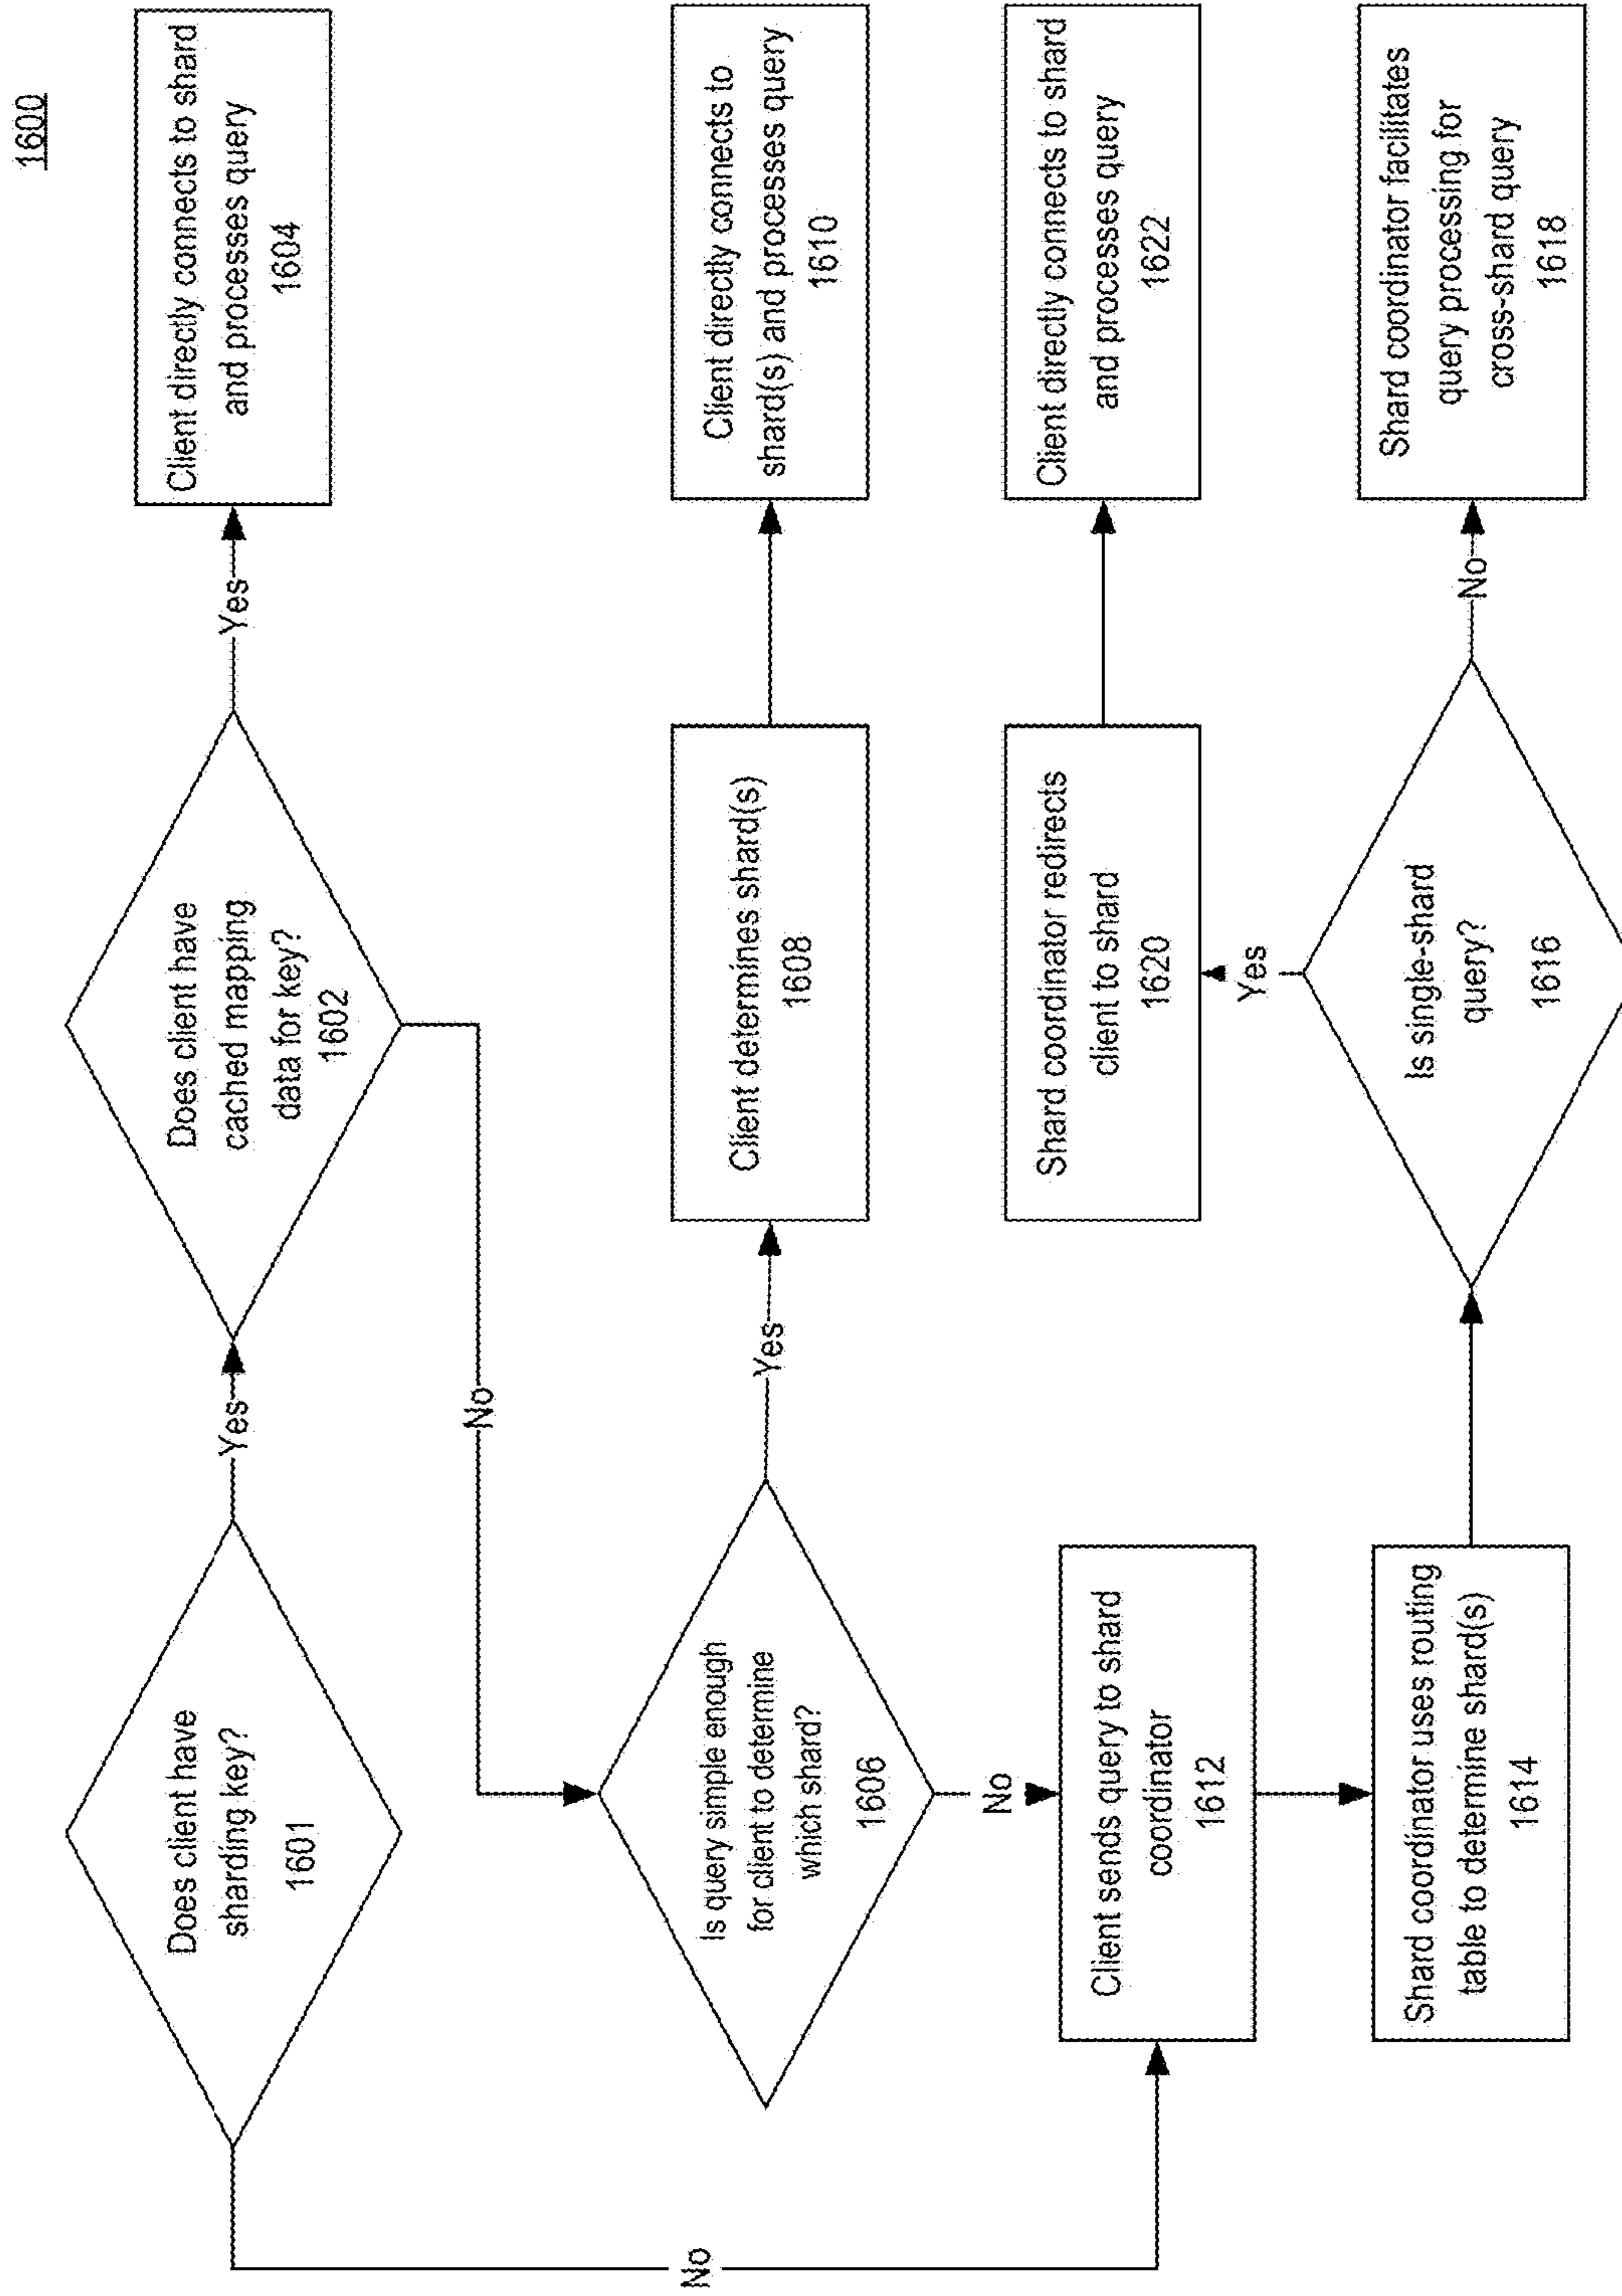 1600
Does client have
sharding key?
1601
Yes
Does client have
cached mapping
data for key?
1602
Yes
Client directly connects to shard
and processes query
1604
No
No
Is query simple enough
for client to determine
which shard?
1606
Yes
Client determines shard(s)
1608
Client directly connects to
shard(s) and processes query
1610
No
Client sends query to shard
coordinator
1612
Shard coordinator redirects
client to shard
1620
Client directly connects to shard
and processes query
1622
Yes
Shard coordinator uses routing
table to determine shard(s)
1614
Is single-shard
query?
1616
No
Shard coordinator facilitates
query processing for
cross-shard query
1618